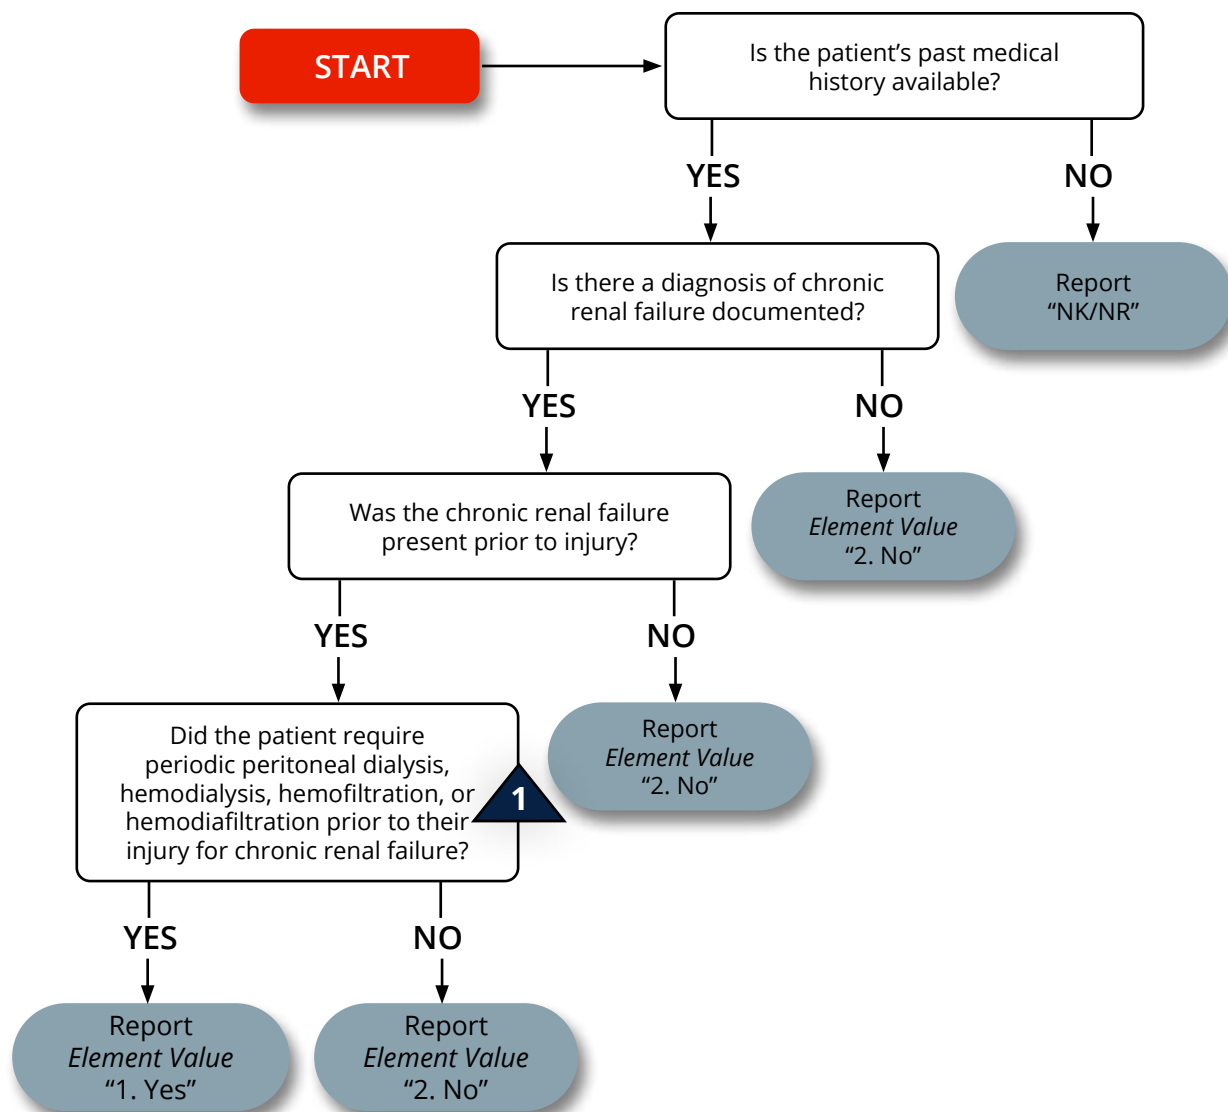 START
Is the patient’s past medical
history available?
YES
NO
Is there a diagnosis of chronic
renal failure documented?
Report
“NK/NR”
YES
NO
Was the chronic renal failure
present prior to injury?
Report
Element Value
“2. No”
YES
NO
Did the patient require
periodic peritoneal dialysis,
hemodialysis, hemofiltration, or
hemodiafiltration prior to their
injury for chronic renal failure?
1
Report
Element Value
“2. No”
YES
NO
Report
Element Value
“1. Yes”
Report
Element Value
“2. No”